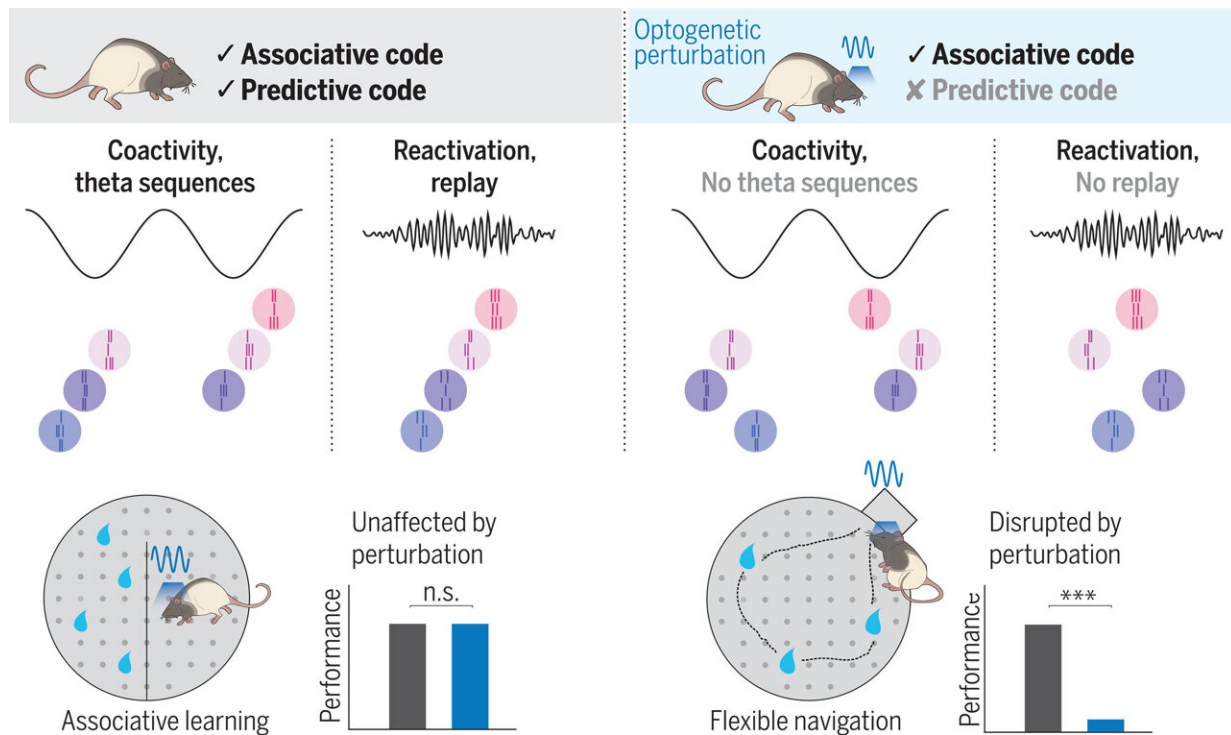 ✓ Associative code
✓ Predictive code
Optogenetic
perturbation
✓ Associative code
✘ Predictive code
Coactivity,
theta sequences
Reactivation,
replay
Coactivity,
No theta sequences
Reactivation,
No replay
Associative learning
Unaffected by
perturbation
Performance
n.s.
Flexible navigation
Disrupted by
perturbation
Performance
***